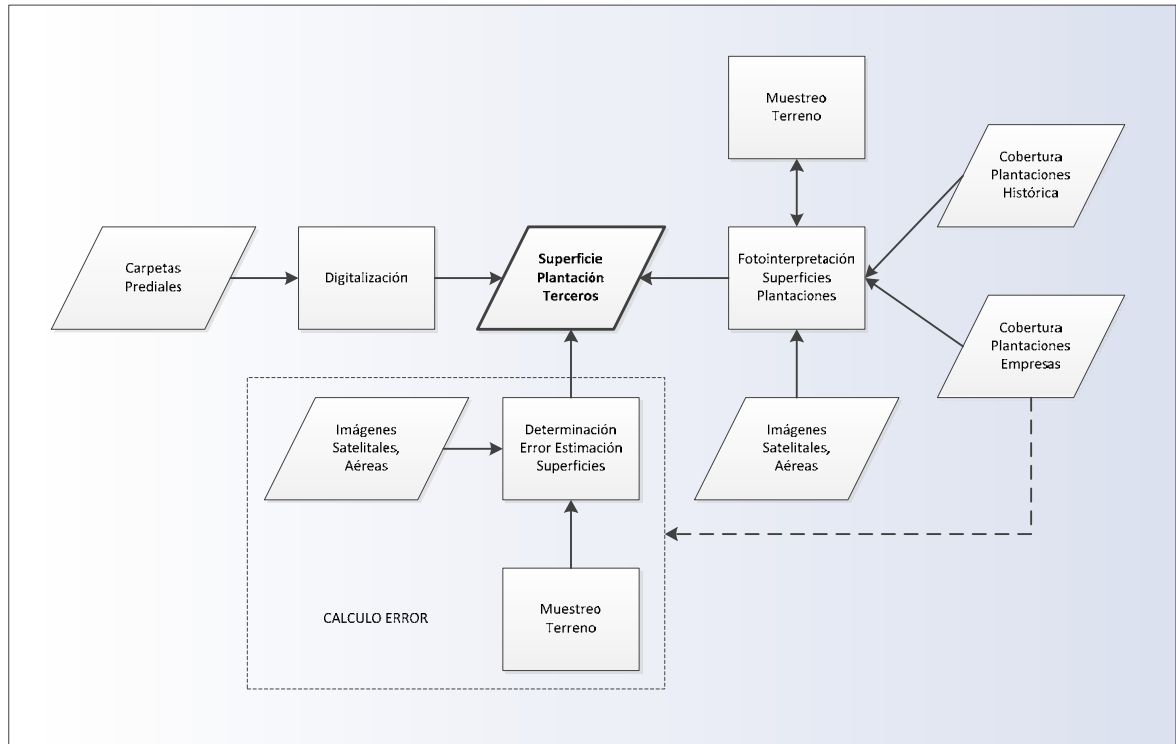 Muestreo
Terreno
Cobertura
Plantaciones
Histórica
Carpetas
Prediales
Digitalización
Superficie
Plantación
Terceros
Fotointerpretación
Superficies
Plantaciones
Cobertura
Plantaciones
Empresas
Imágenes
Satelitales,
Aéreas
Determinación
Error Estimación
Superficies
Imágenes
Satelitales,
Aéreas
CALCULO ERROR
Muestreo
Terreno